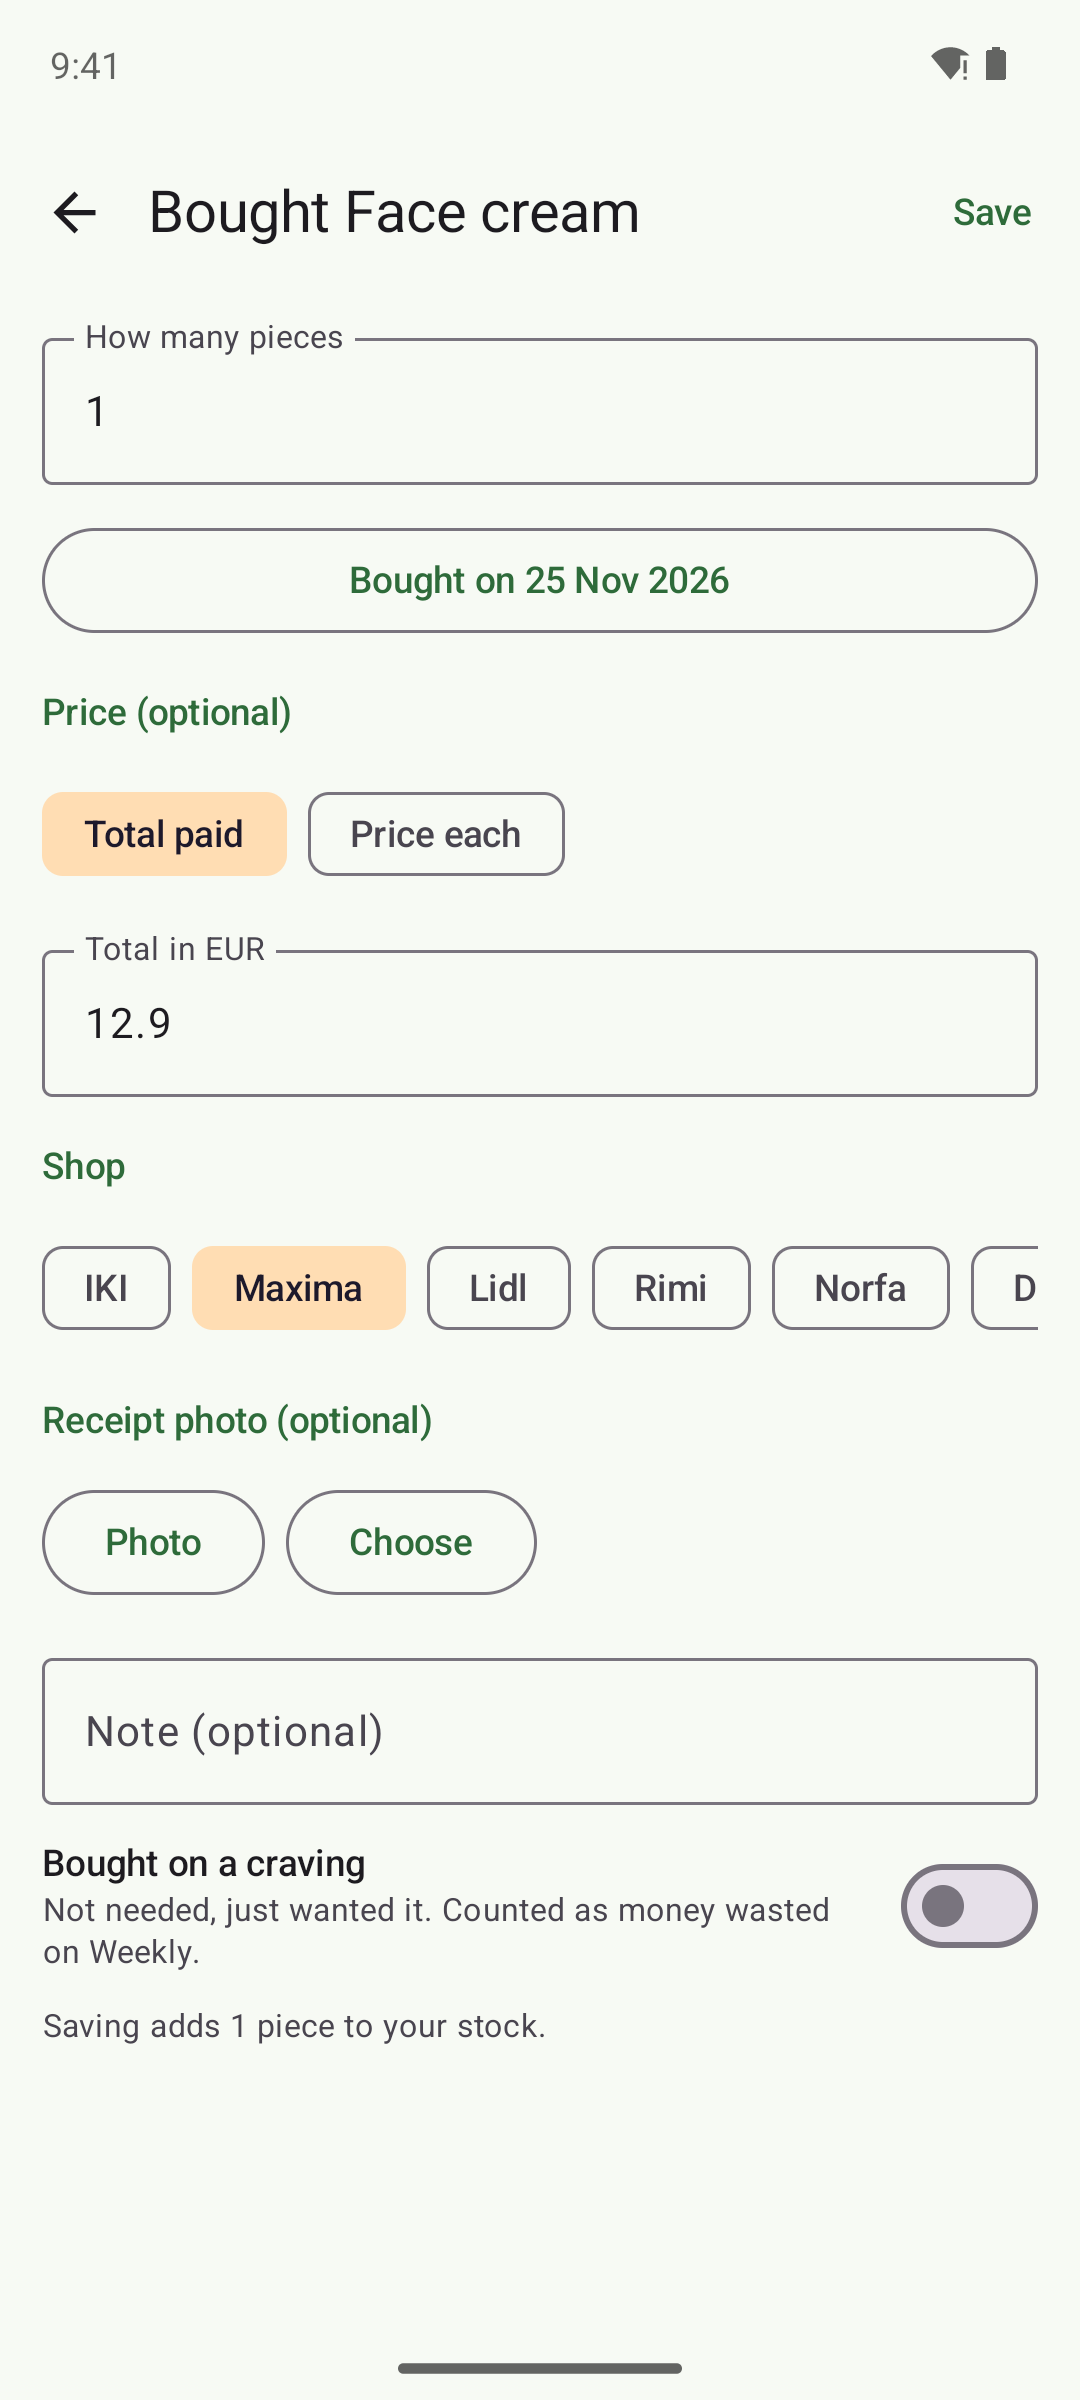 9:41
Bought Face cream
Save
How many pieces
1
Bought on 25 Nov 2026
Price (optional)
Total paid
Price each
Total in EUR
12.9
Shop
IKI
Maxima
Lidl
Rimi
Norfa
D
Receipt photo (optional)
Photo
Choose
Note (optional)
Bought on a craving
Not needed, just wanted it. Counted as money wasted
on Weekly.
Saving adds 1 piece to your stock.